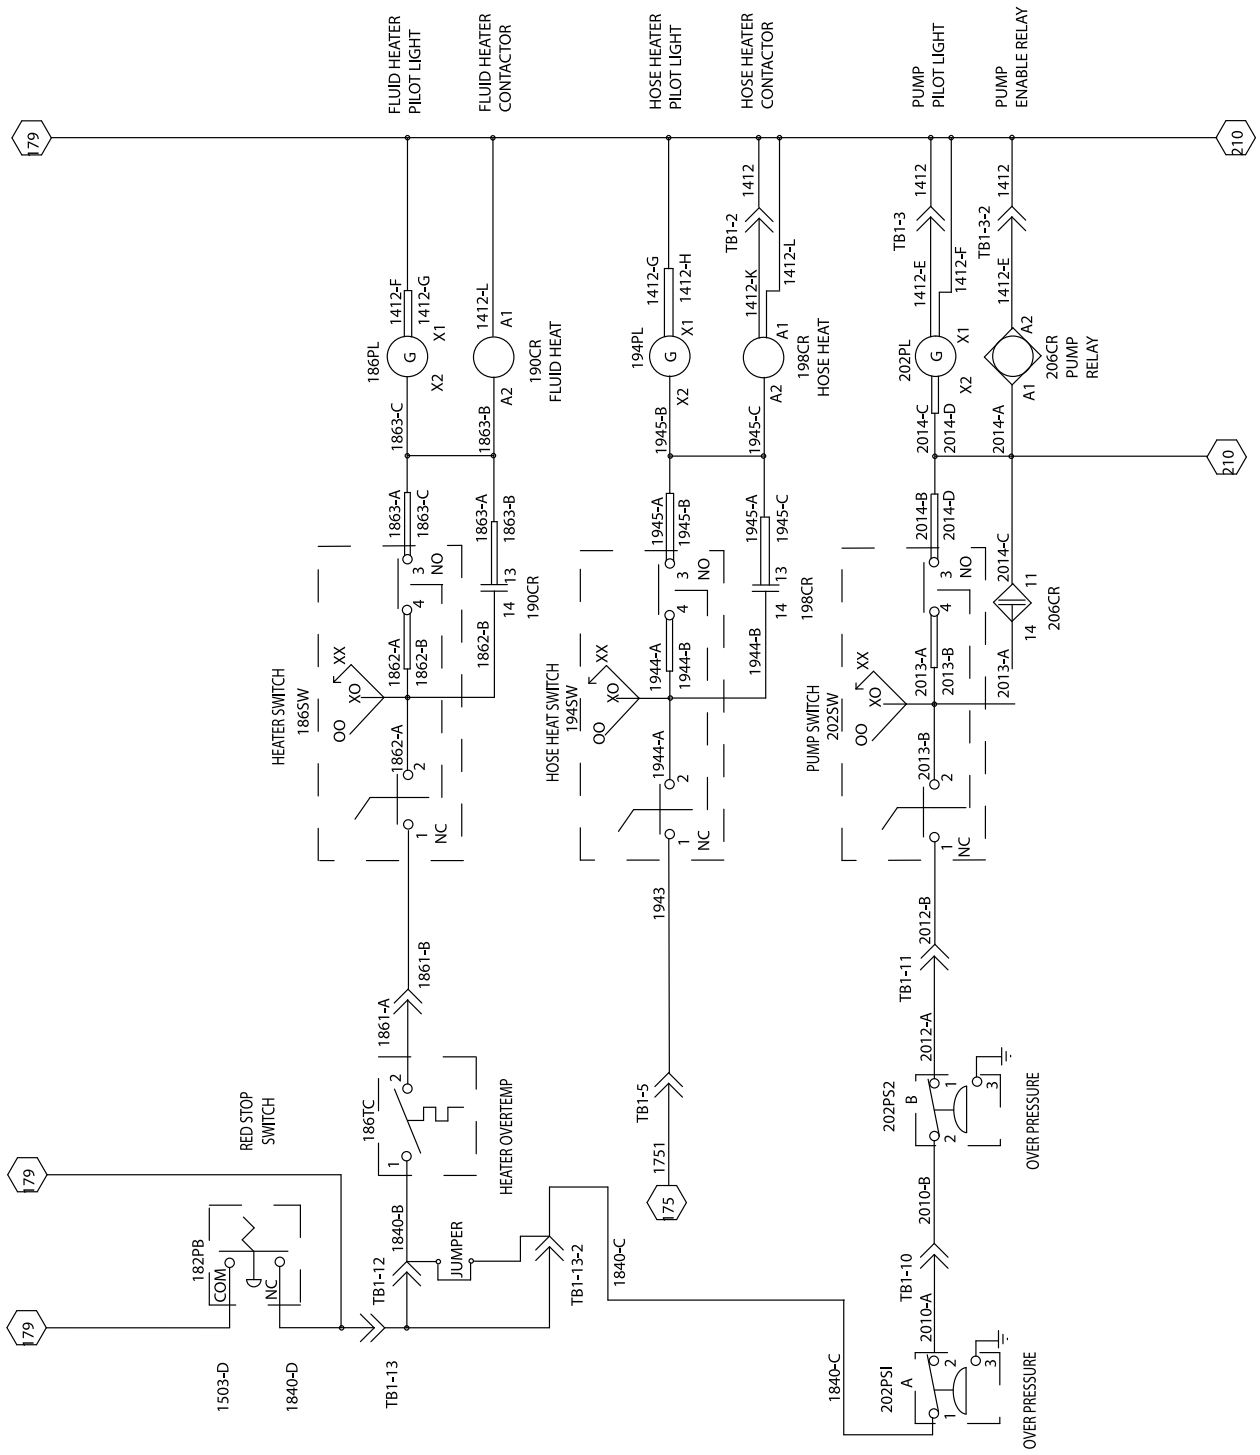 179
179
179
182PB
COM
NC
RED STOP
SWITCH
1503-D
1840-D
TB1-13
TB1-12
1840-B
JUMPER
TB1-13-2
1840-C
1840-C
186TC
1
2
HEATER OVERTEMP
1861-A
1861-B
HEATER SWITCH
186SW
OO
XO
XX
1
NC
2
1862-A
1862-A
1862-B
4
3
NO
1863-A
1863-C
1863-C
186PL
G
X2
X1
1412-F
1412-G
FLUID HEATER
PILOT LIGHT
1862-B
14
13
190CR
1863-A
1863-B
1863-B
A2
A1
190CR
FLUID HEAT
1412-L
FLUID HEATER
CONTACTOR
175
1751
TB1-5
1943
HOSE HEAT SWITCH
194SW
OO
XO
XX
1
NC
2
1944-A
1944-A
1944-B
4
3
NO
1945-A
1945-B
1945-B
194PL
G
X2
X1
1412-G
1412-H
HOSE HEATER
PILOT LIGHT
1944-B
14
13
198CR
1945-A
1945-C
1945-C
A2
A1
198CR
HOSE HEAT
1412-K
1412-L
TB1-2
1412
HOSE HEATER
CONTACTOR
202PSI
A
1
2
3
OVER PRESSURE
2010-A
TB1-10
2010-B
202PS2
B
2
1
3
OVER PRESSURE
2012-A
TB1-11
2012-B
PUMP SWITCH
202SW
OO
XO
XX
1
NC
2
2013-B
2013-A
2013-B
4
3
NO
2014-B
2014-D
2014-C
2014-D
202PL
G
X2
X1
1412-E
1412-F
TB1-3
1412
PUMP
PILOT LIGHT
2013-A
14
11
206CR
2014-C
2014-A
A1
A2
206CR
PUMP
RELAY
1412-E
TB1-3-2
1412
PUMP
ENABLE RELAY
210
210